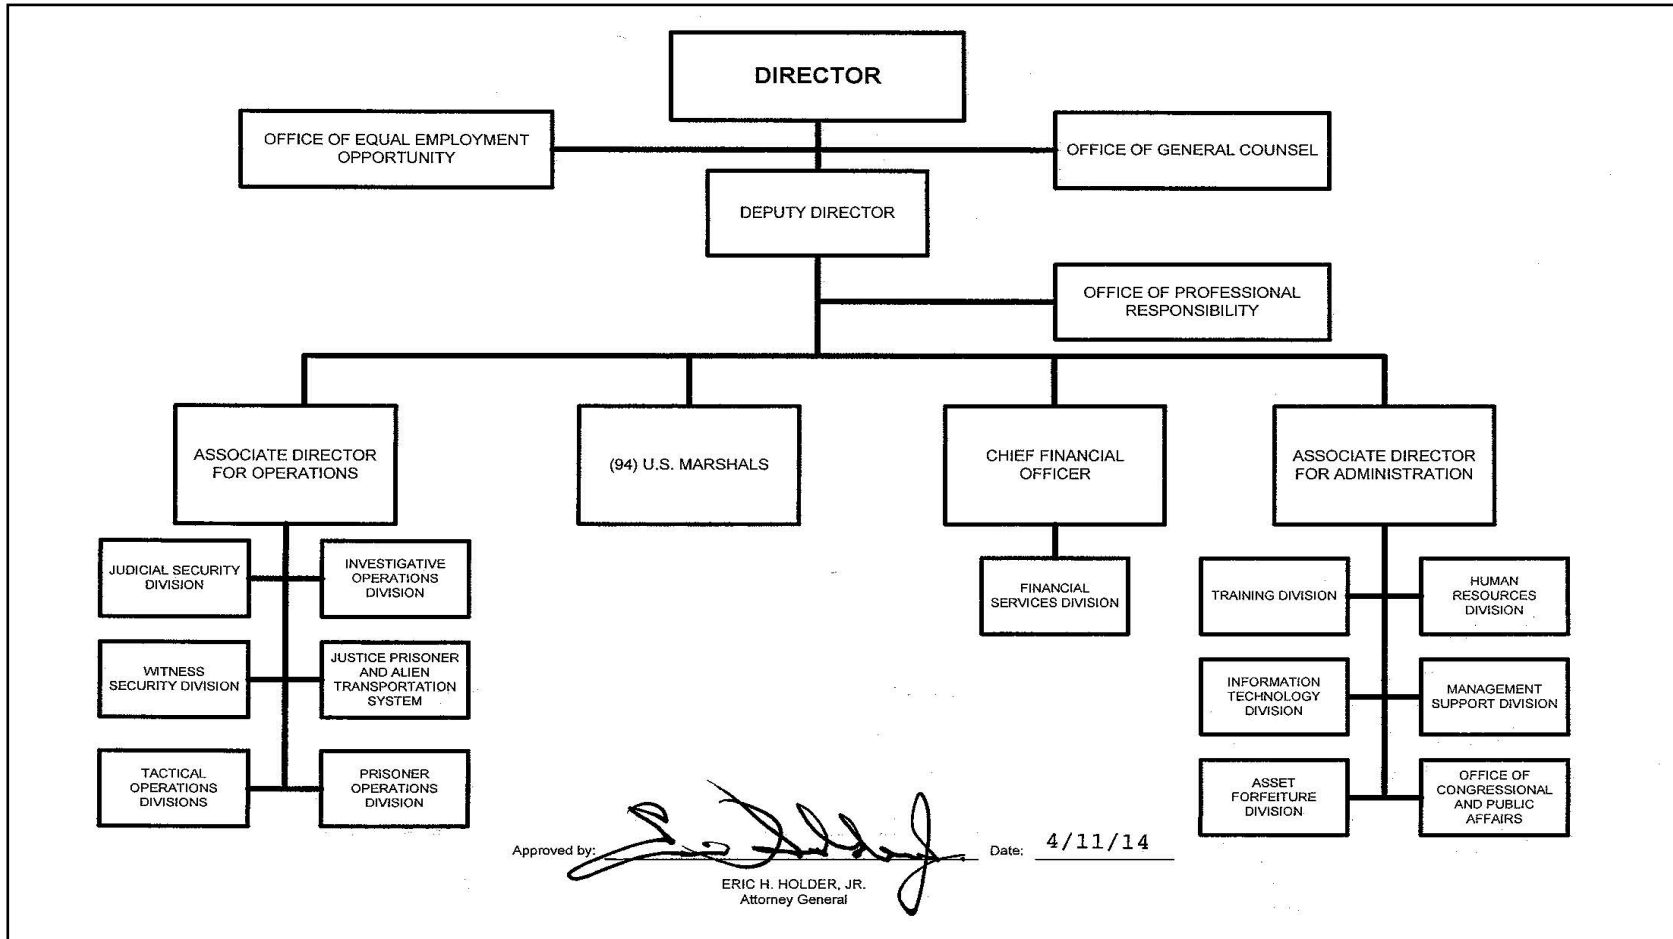 DIRECTOR
OFFICE OF EQUAL EMPLOYMENT
OPPORTUNITY
OFFICE OF GENERAL COUNSEL
DEPUTY DIRECTOR
OFFICE OF PROFESSIONAL
RESPONSIBILITY
ASSOCIATE DIRECTOR
FOR OPERATIONS
(94) U.S. MARSHALS
CHIEF FINANCIAL
OFFICER
ASSOCIATE DIRECTOR
FOR ADMINISTRATION
JUDICIAL SECURITY
DIVISION
INVESTIGATIVE
OPERATIONS
DIVISION
FINANCIAL
SERVICES DIVISION
TRAINING DIVISION
HUMAN
RESOURCES
DIVISION
WITNESS
SECURITY DIVISION
JUSTICE PRISONER
AND ALIEN
TRANSPORTATION
SYSTEM
INFORMATION
TECHNOLOGY
DIVISION
MANAGEMENT
SUPPORT DIVISION
TACTICAL
OPERATIONS
DIVISIONS
PRISONER
OPERATIONS
DIVISION
ASSET
FORFEITURE
DIVISION
OFFICE OF
CONGRESSIONAL
AND PUBLIC
AFFAIRS
Approved by:
Date: 4/11/14
ERIC H. HOLDER, JR.
Attorney General